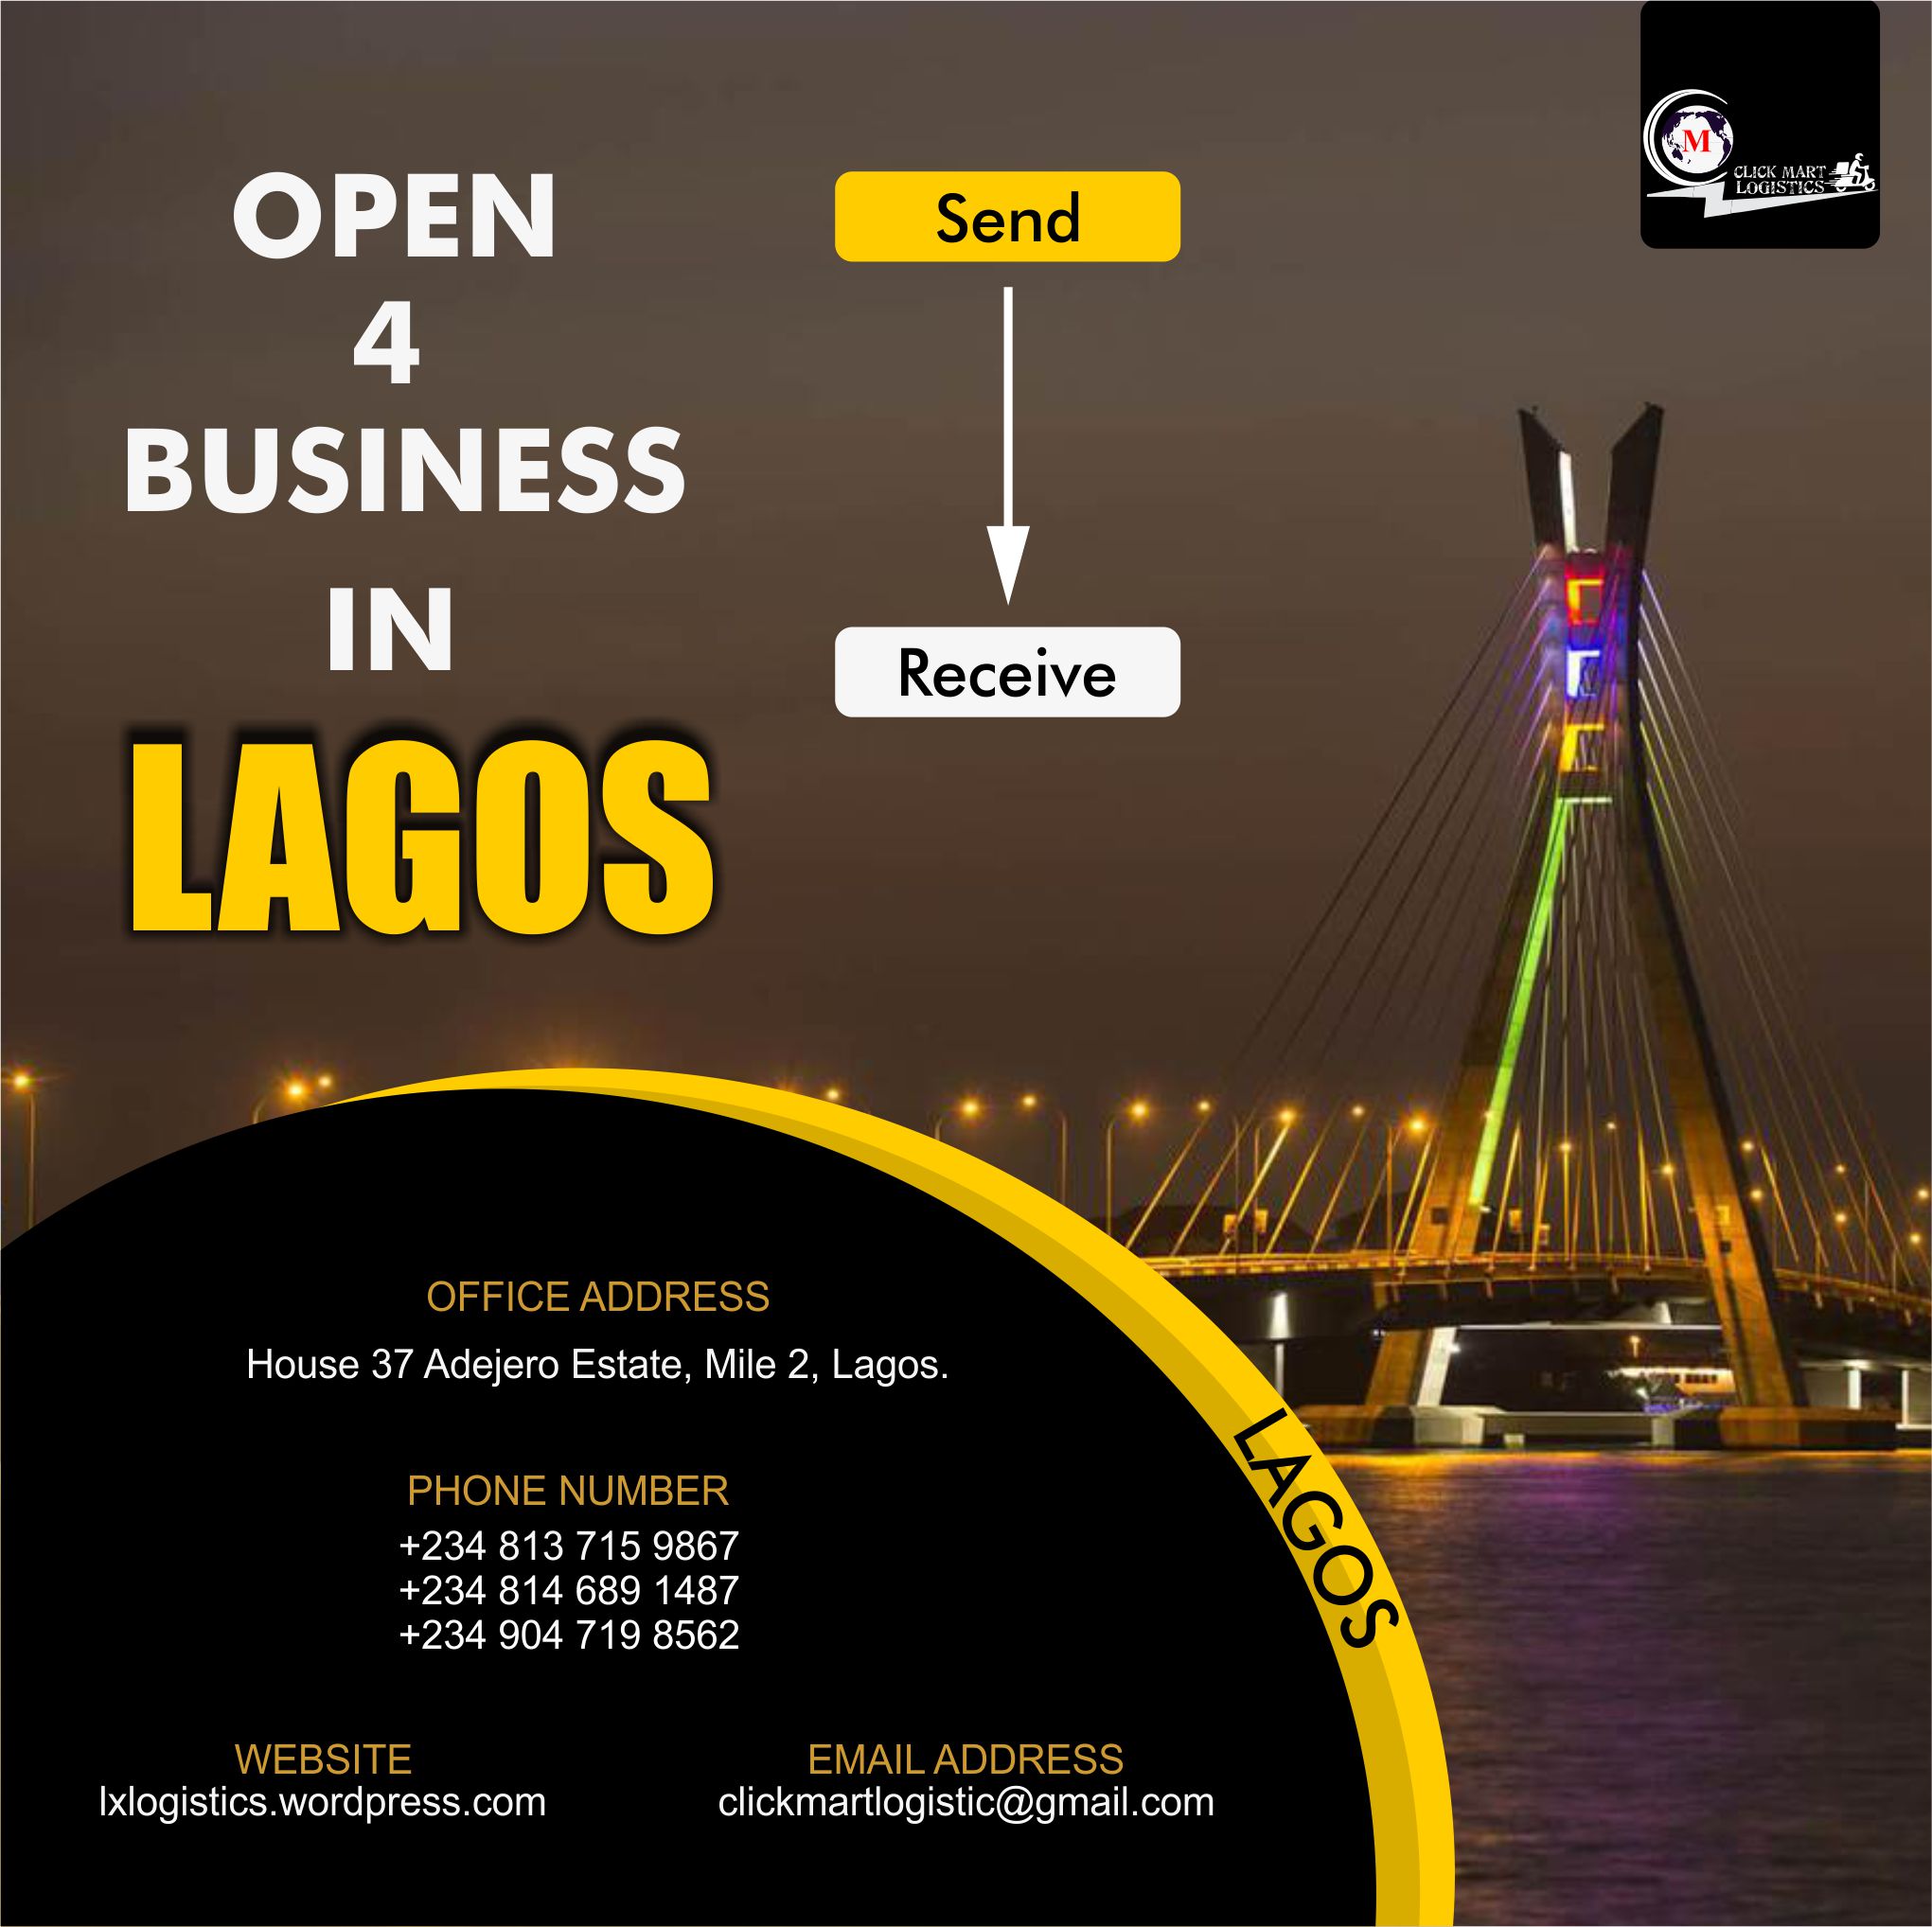 OPEN
4
BUSINESS
IN
LAGOS
Send
Receive
M
CLICK MART
LOGISTICS
OFFICE ADDRESS
House 37 Adejero Estate, Mile 2, Lagos.
PHONE NUMBER
+234 813 715 9867
+234 814 689 1487
+234 904 719 8562
WEBSITE
lxlogistics.wordpress.com
EMAIL ADDRESS
clickmartlogistic@gmail.com
LAGOS